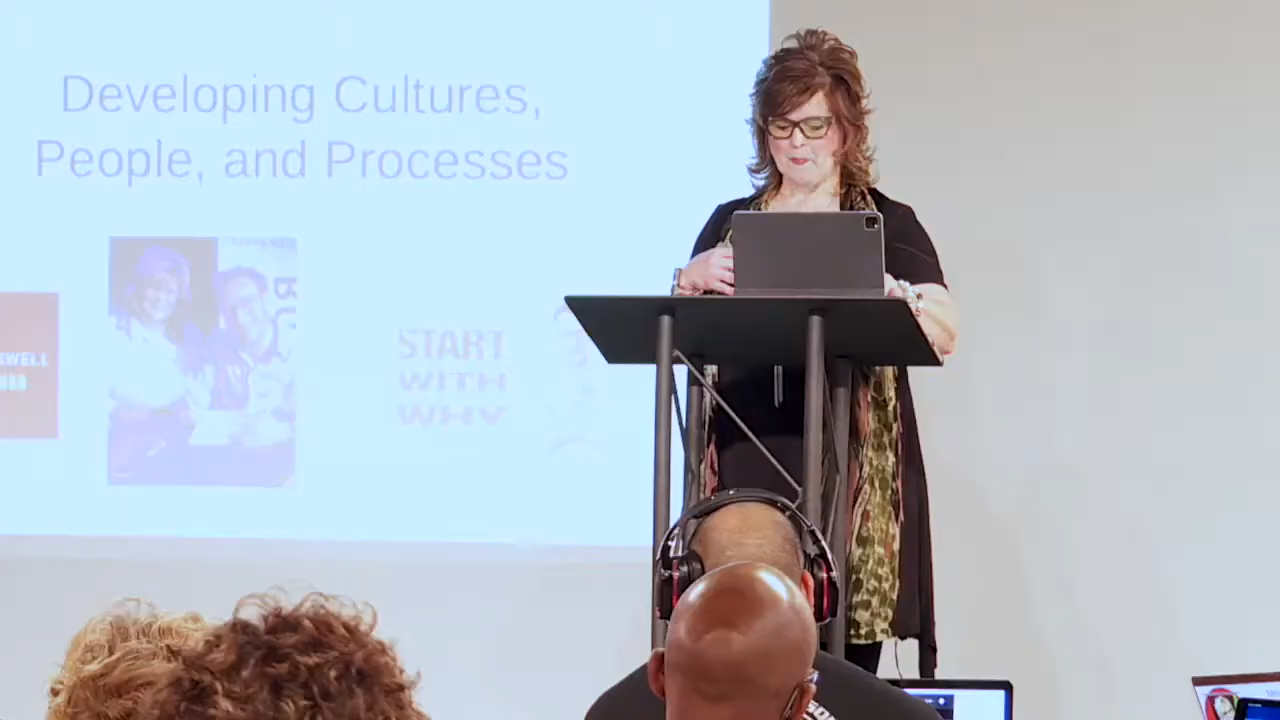 Developing Cultures,
People, and Processes
START
WITH
WHY